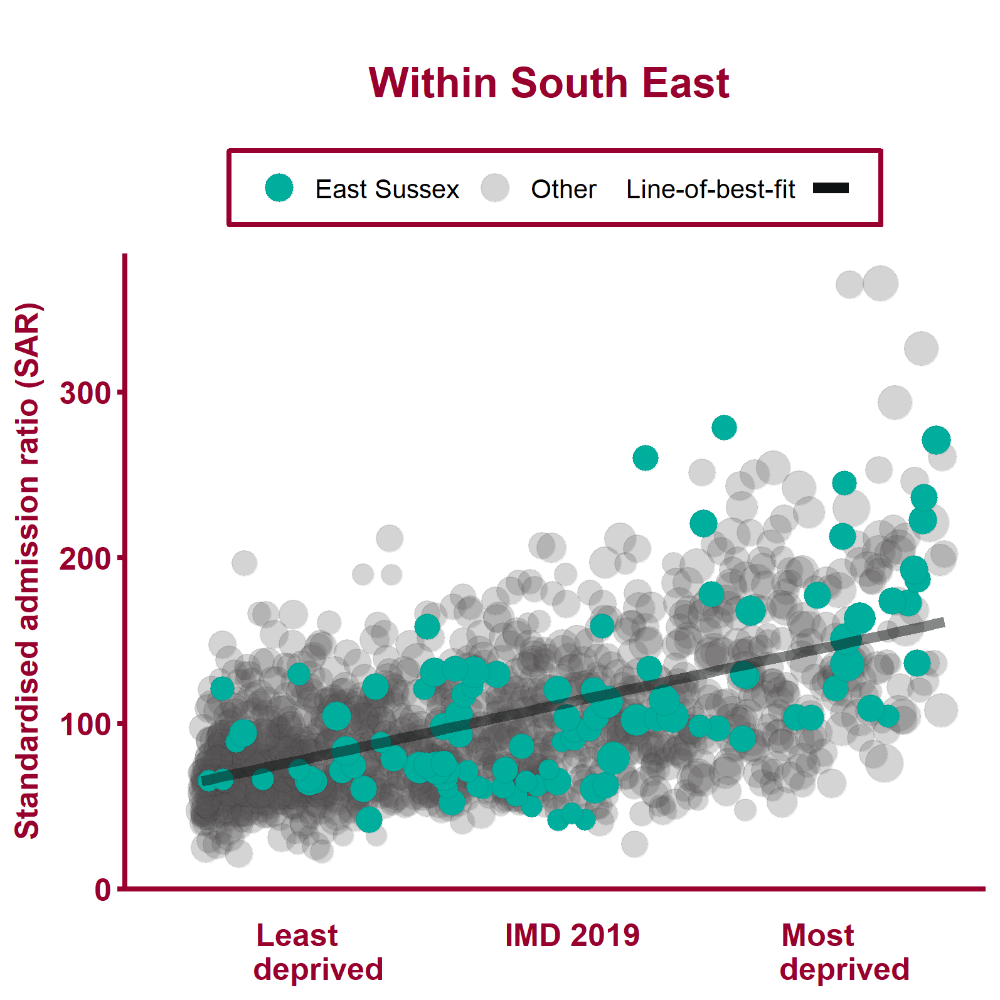 Within South East
East Sussex
Other
Line-of-best-fit
Standardised admission ratio (SAR)
300
200
100
0
Least
deprived
IMD 2019
Most
deprived